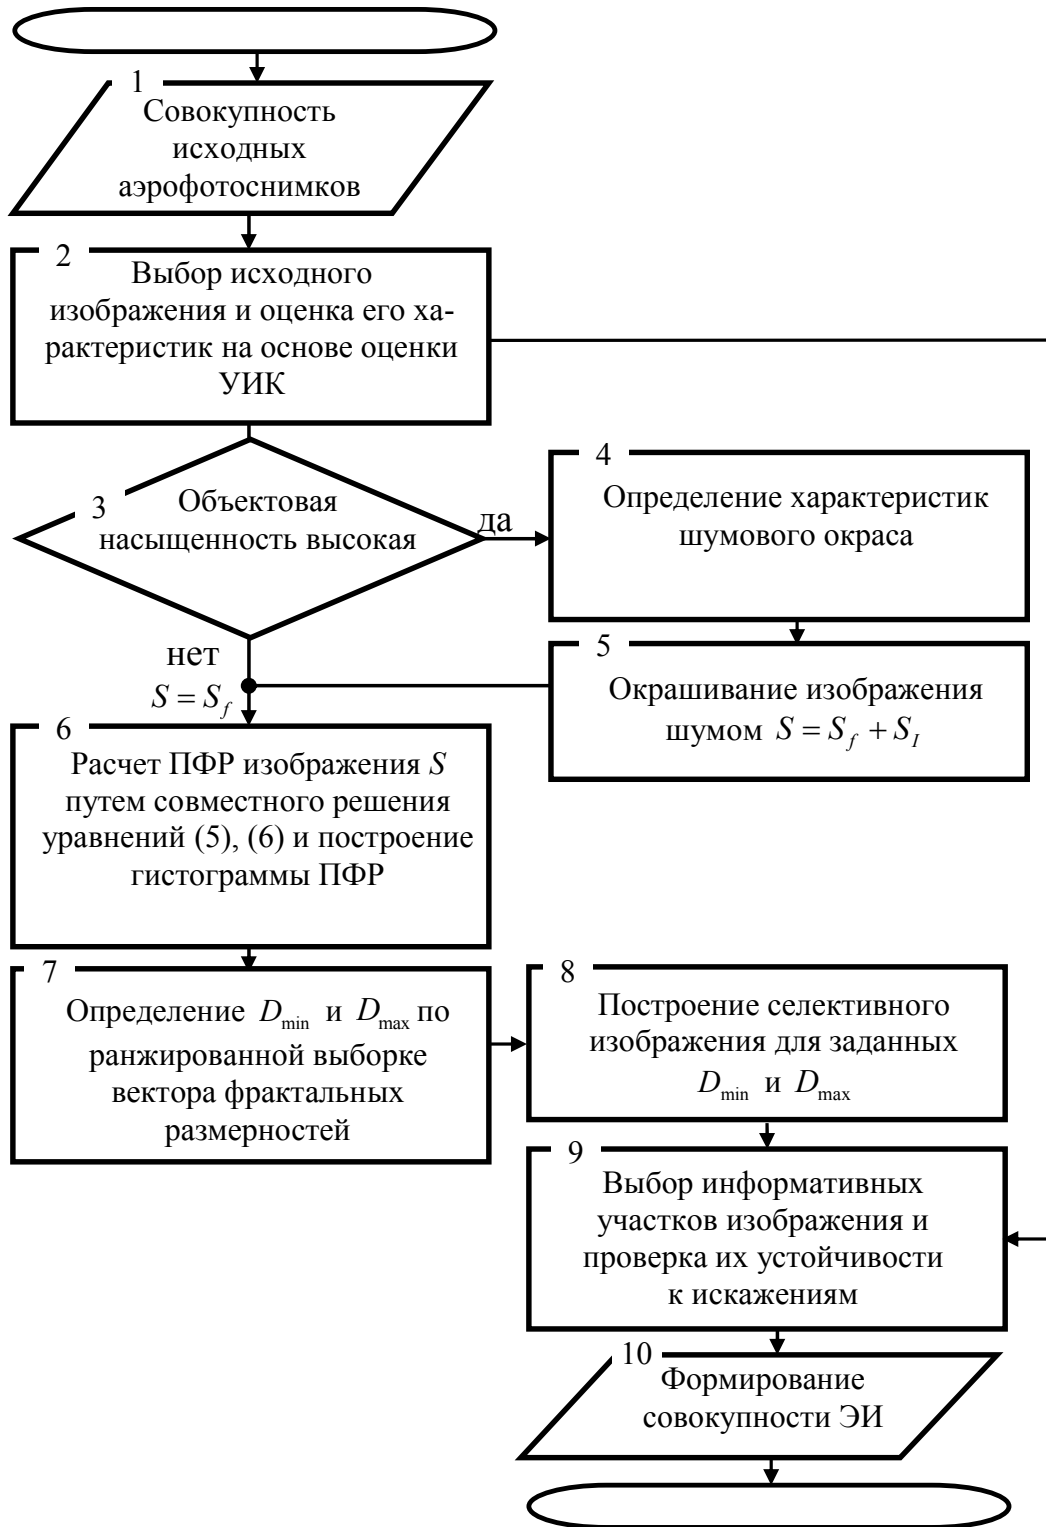 1
Совокупность
исходных
аэрофотоснимков
2
Выбор исходного
изображения и оценка его ха-
рактеристик на основе оценки
УИК
3
Объектовая
насыщенность высокая
да
4
Определение характеристик
шумового окраса
5
Окрашивание изображения
шумом S = S_f + S_I
нет
S = S_f
6
Расчет ПФР изображения S
путем совместного решения
уравнений (5), (6) и построение
гистограммы ПФР
7
Определение D_min и D_max по
ранжированной выборке
вектора фрактальных
размерностей
8
Построение селективного
изображения для заданных
D_min и D_max
9
Выбор информативных
участков изображения и
проверка их устойчивости
к искажениям
10
Формирование
совокупности ЭИ